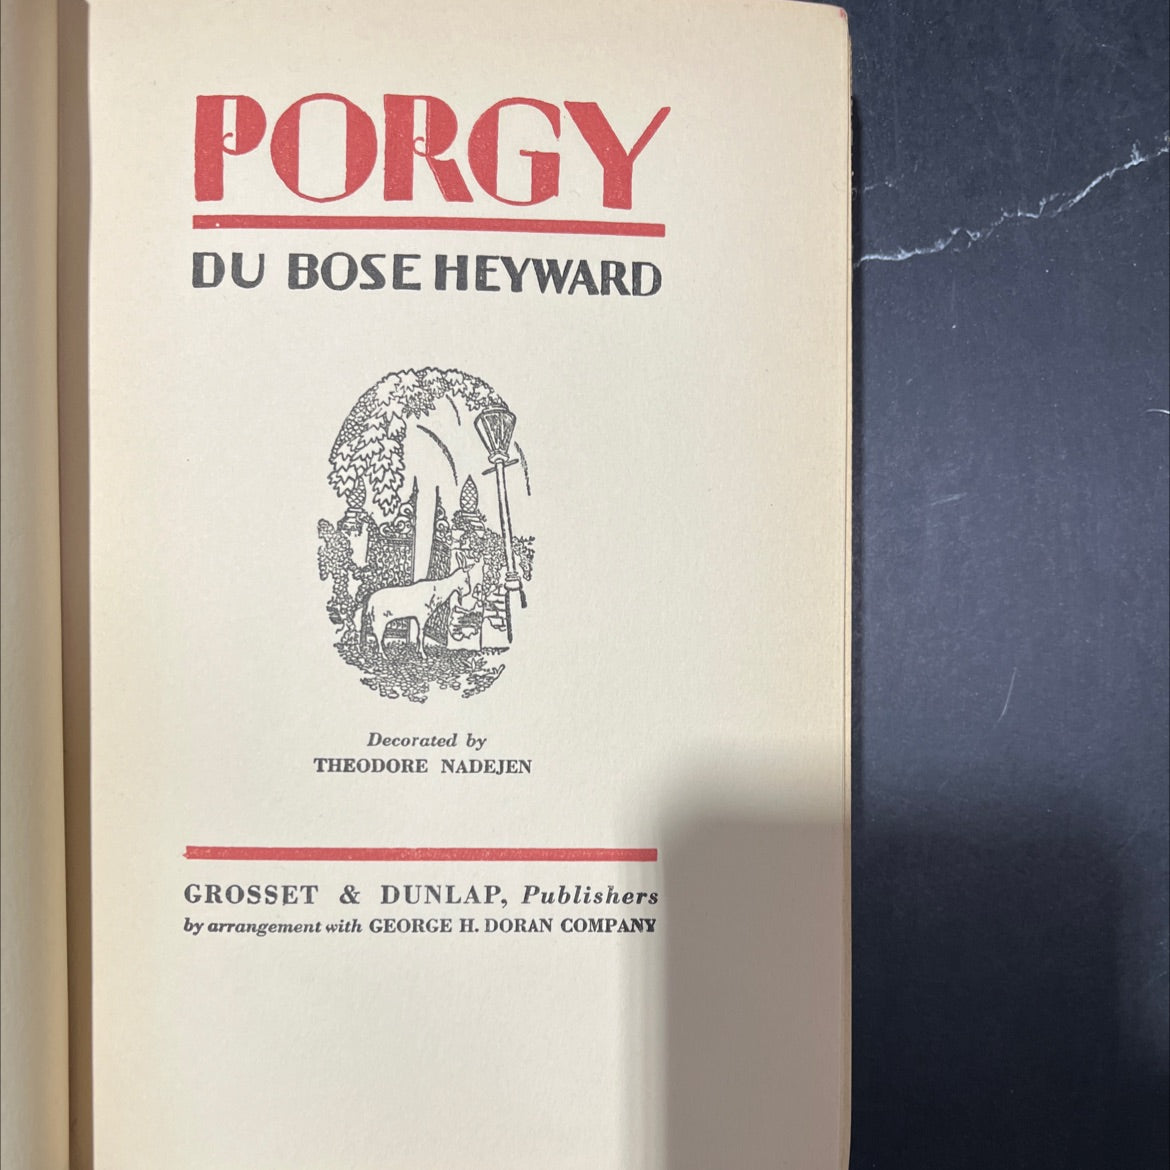 PORGY
DU BOSE HEYWARD
Decorated by
THEODORE NADEJEN
GROSSET & DUNLAP, Publishers
by arrangement with GEORGE H. DORAN COMPANY